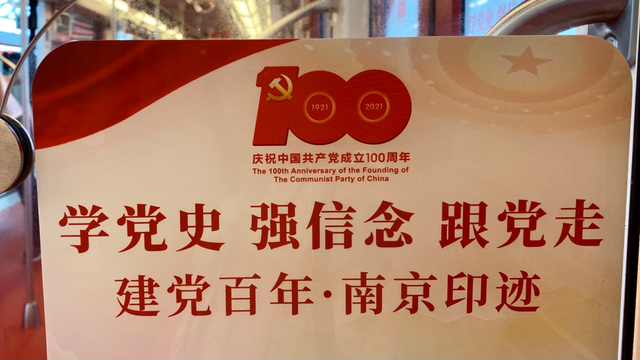 100
1921 2021
庆祝中国共产党成立100周年
The 100th Anniversary of the Founding of
The Communist Party of China
学党史 强信念 跟党走
建党百年·南京印迹